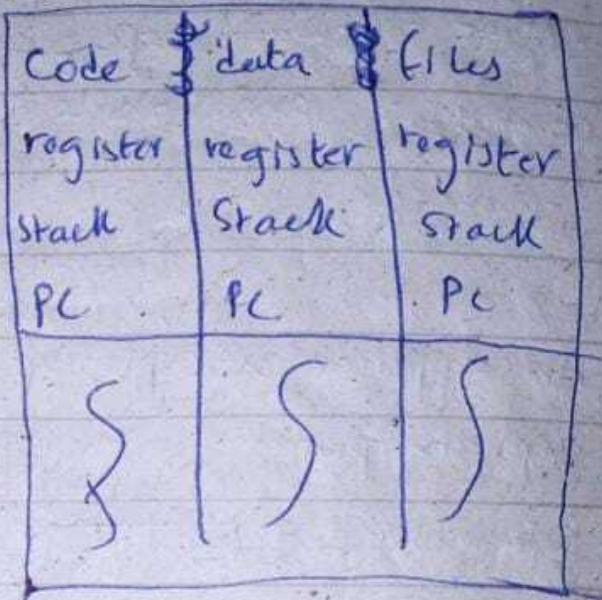 Code data files
register register register
stack Stack stack
PC PC PC